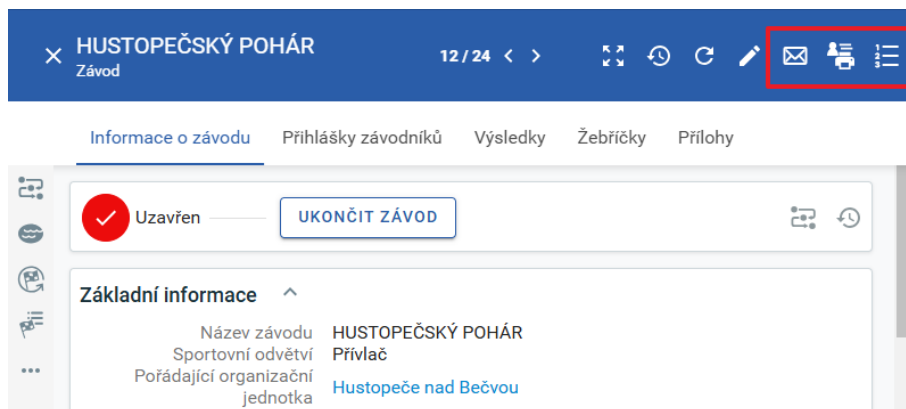 HUSTOPEČSKÝ POHÁR
Závod
12 / 24
Informace o závodu Přihlášky závodníků Výsledky Žebříčky Přílohy
Uzavřen UKONČIT ZÁVOD
Základní informace
Název závodu HUSTOPEČSKÝ POHÁR
Sportovní odvětví Přívlač
Pořádající organizační
jednotka Hustopeče nad Bečvou